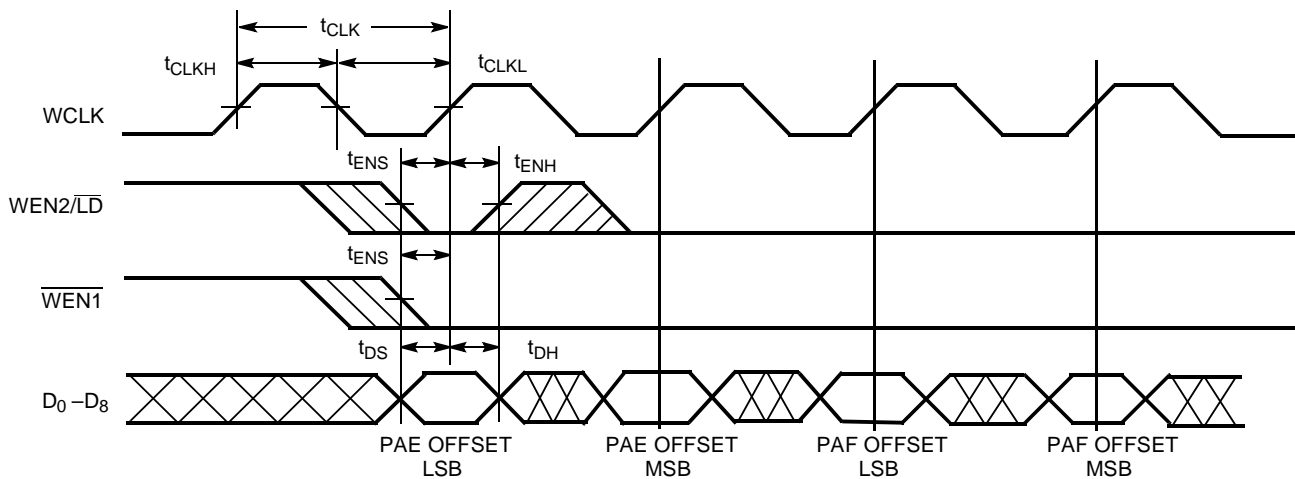 tCLK
tCLKH
tCLKL
WCLK
tENS
tENH
WEN2/LD
tENS
WEN1
tDS
tDH
D0 –D8
PAE OFFSET
LSB
PAE OFFSET
MSB
PAF OFFSET
LSB
PAF OFFSET
MSB